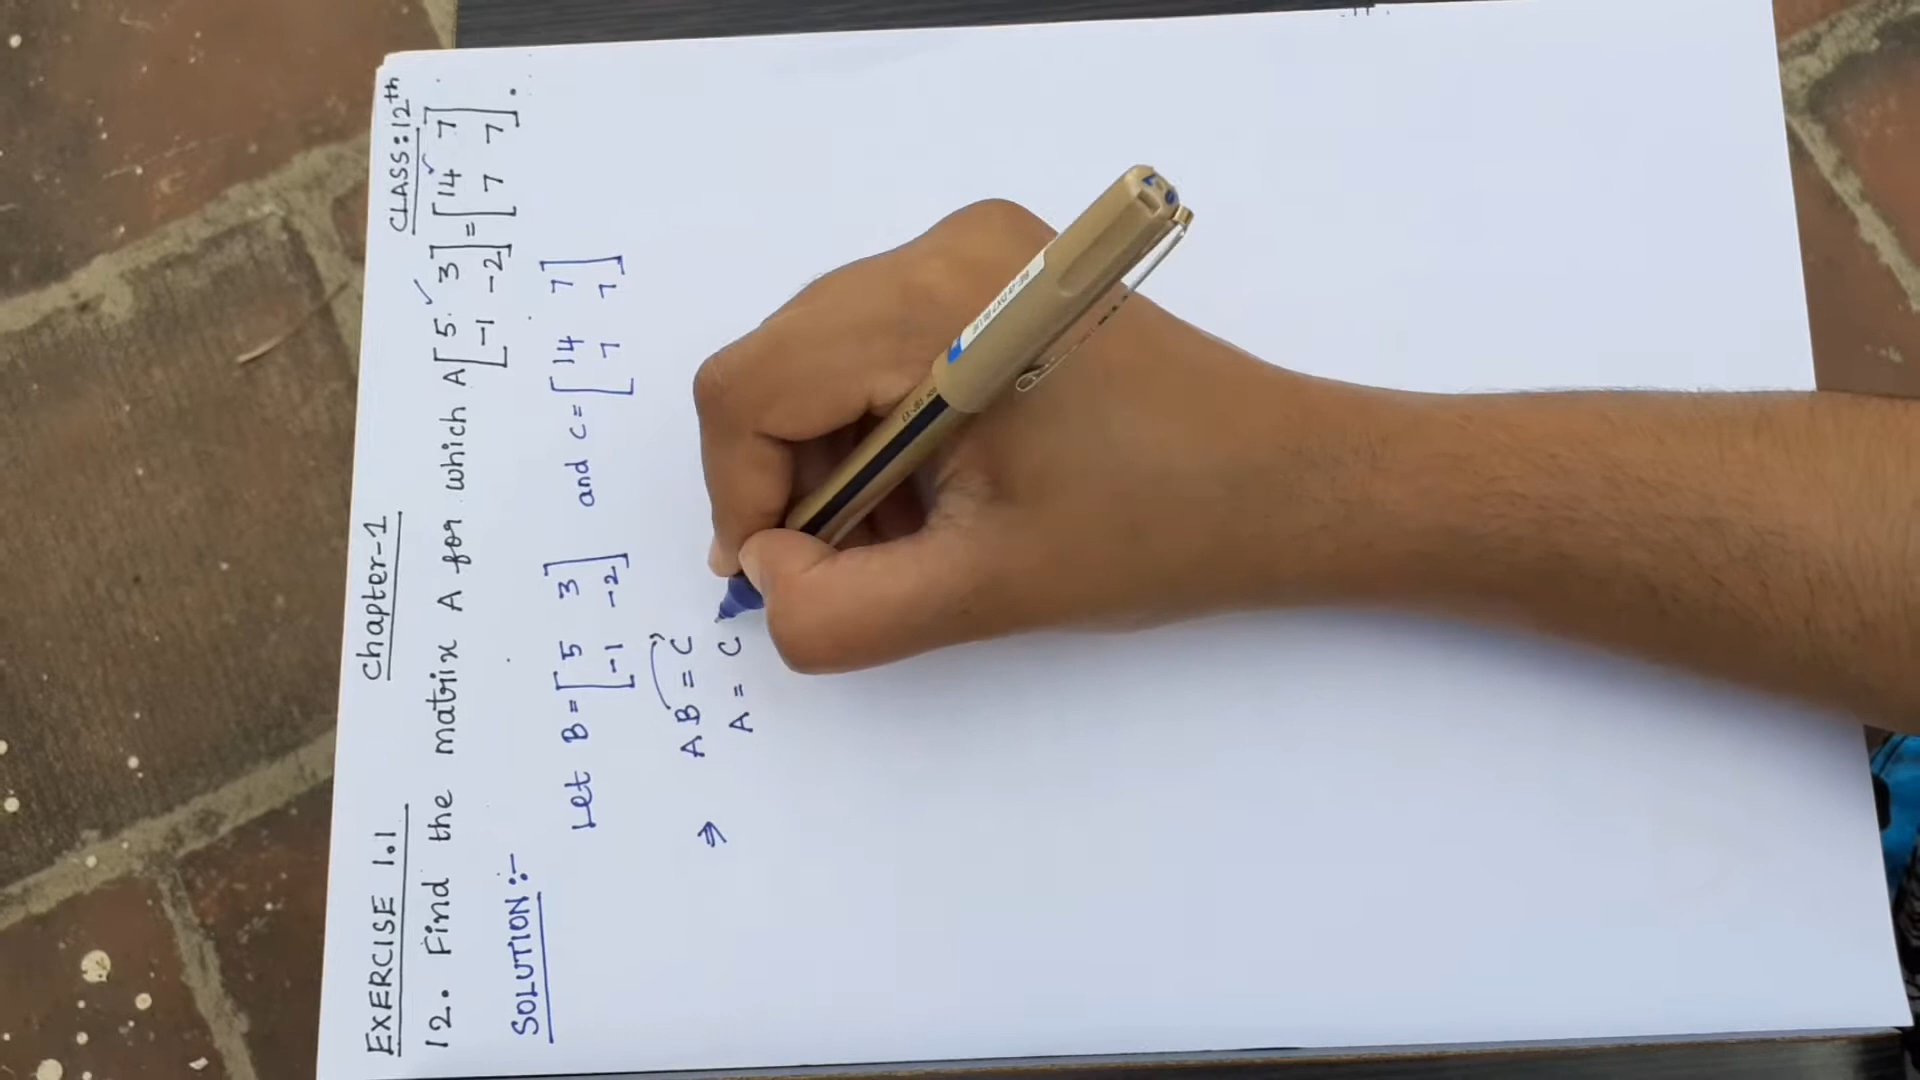 EXERCISE 1.1 Chapter-1 CLASS:12th
12. Find the matrix A for which A[5 3] = [14 7]
[-1 -2] [7 7].
SOLUTION:-
Let B = [5 3] and C = [14 7]
[-1 -2] [7 7]
⇒ AB = C
A = C